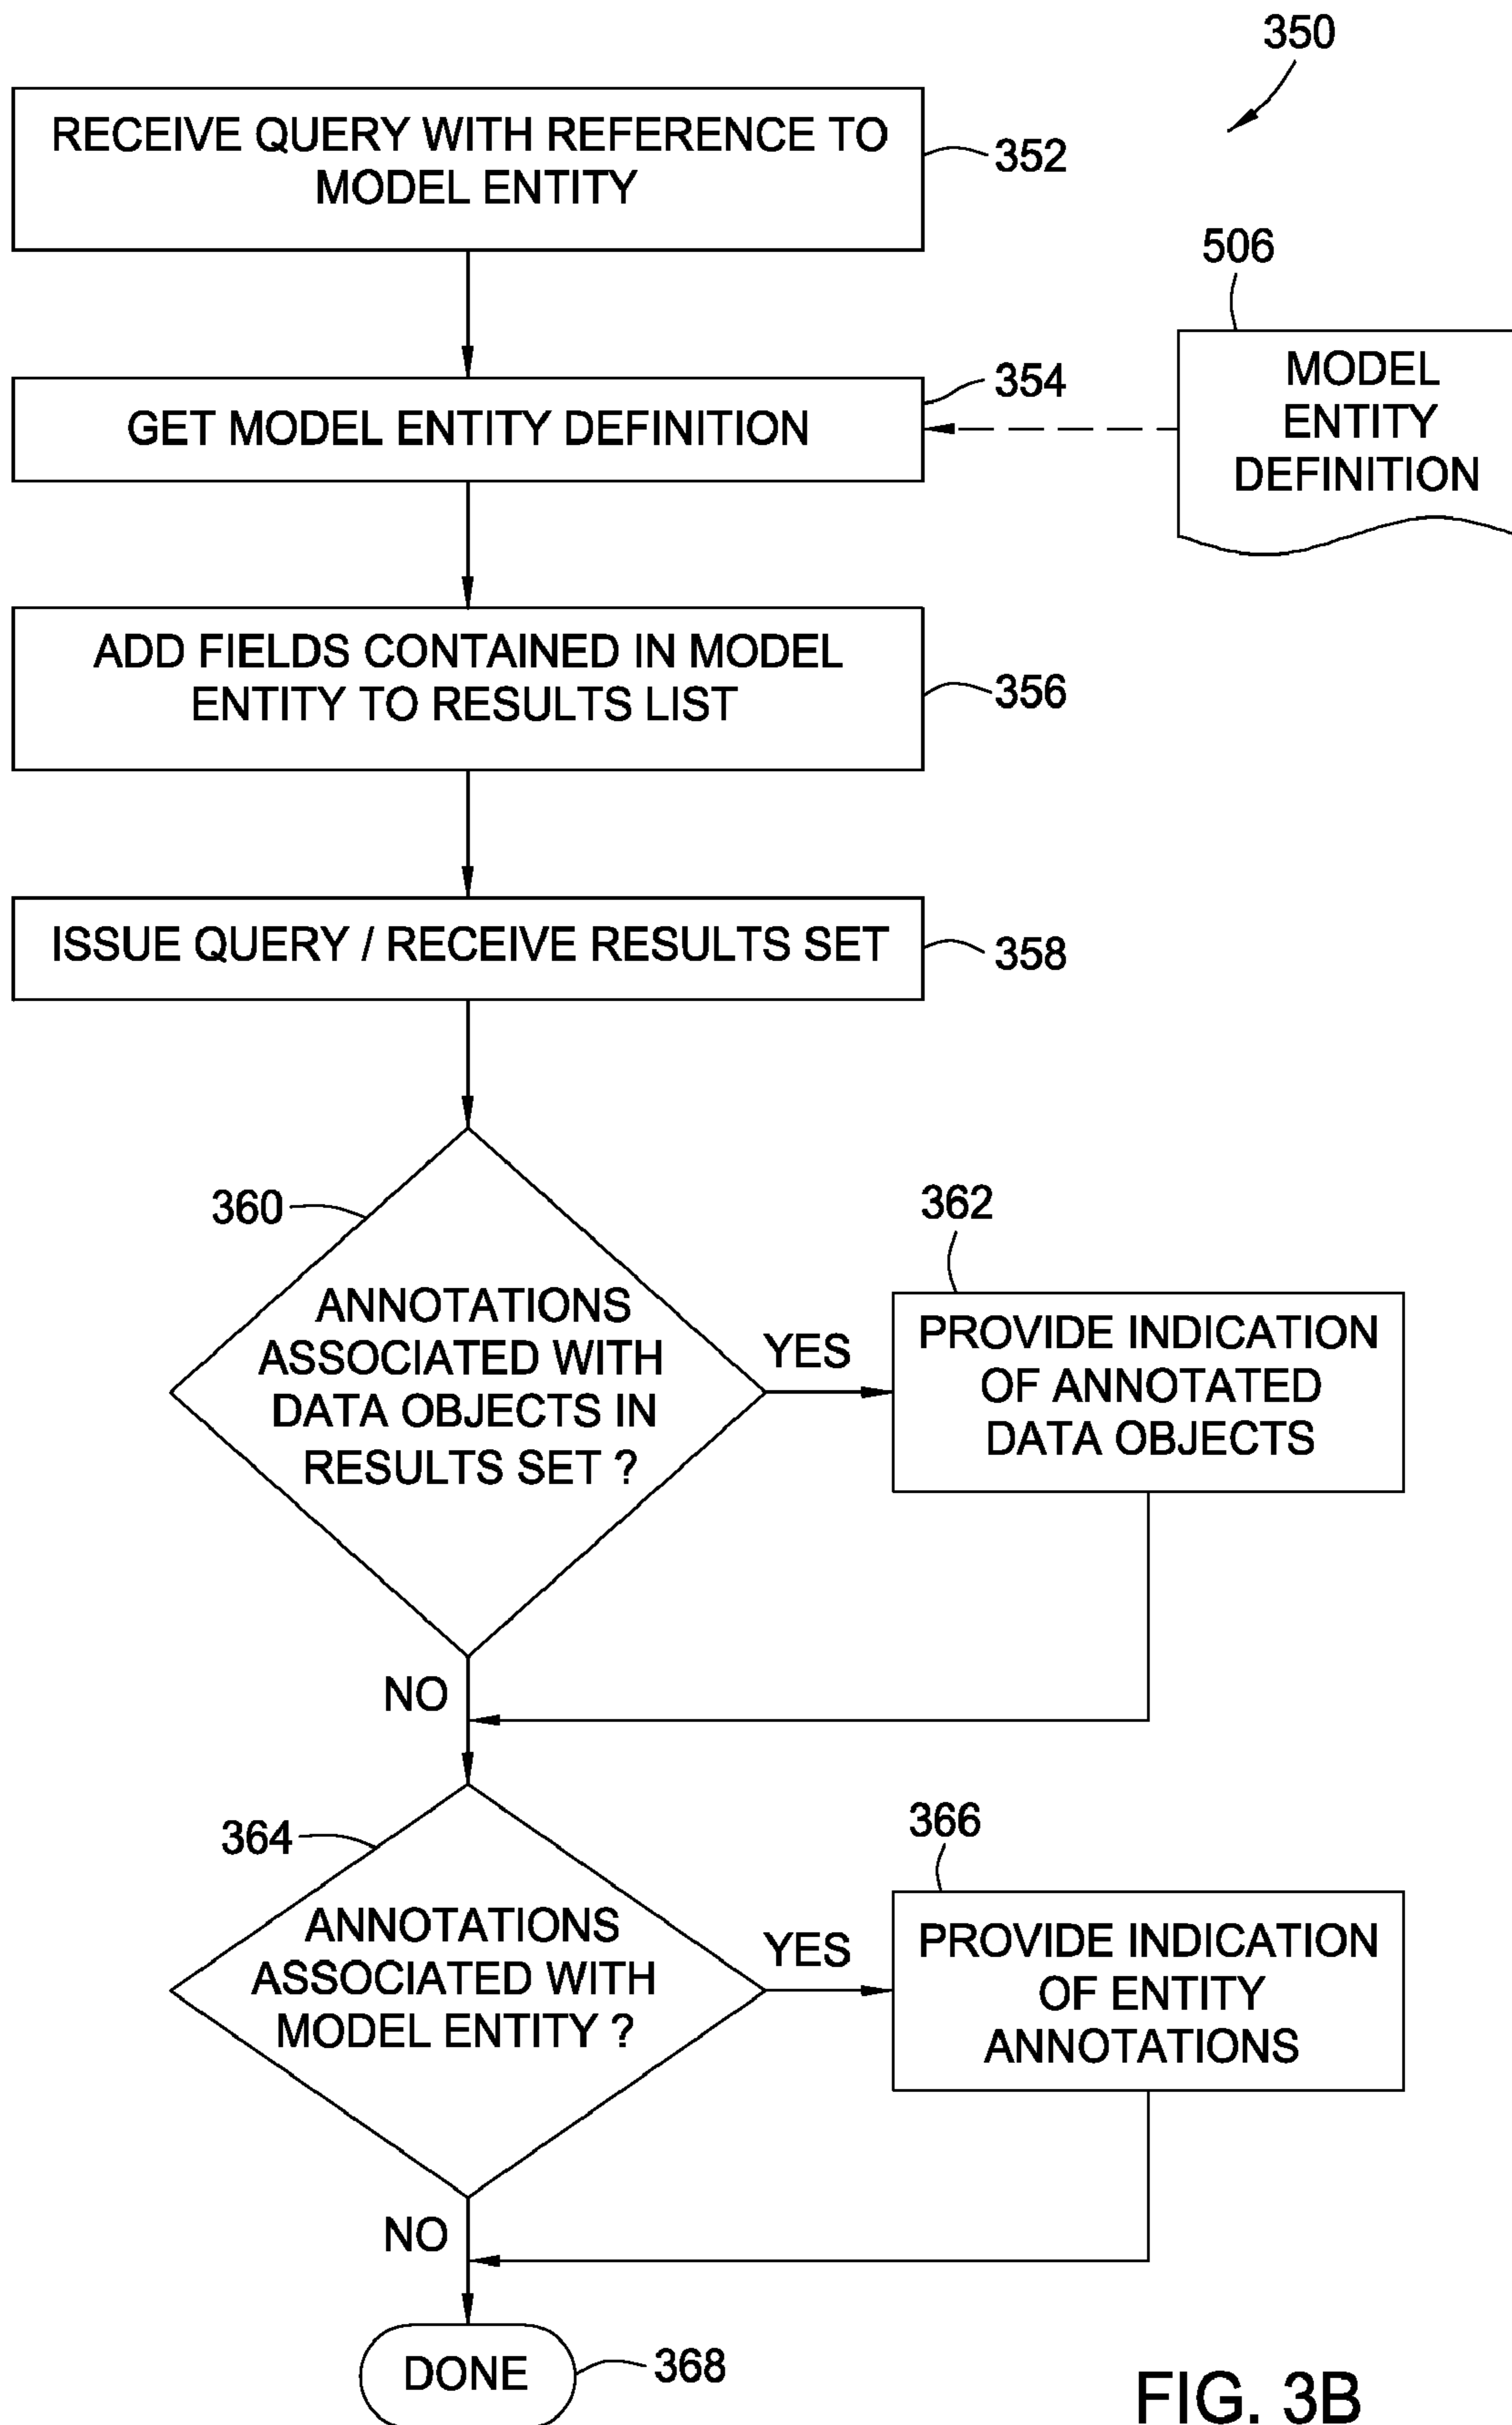 350
RECEIVE QUERY WITH REFERENCE TO
MODEL ENTITY
352
506
MODEL
ENTITY
DEFINITION
354
GET MODEL ENTITY DEFINITION
ADD FIELDS CONTAINED IN MODEL
ENTITY TO RESULTS LIST
356
ISSUE QUERY / RECEIVE RESULTS SET
358
360
ANNOTATIONS
ASSOCIATED WITH
DATA OBJECTS IN
RESULTS SET ?
YES
362
PROVIDE INDICATION
OF ANNOTATED
DATA OBJECTS
NO
364
ANNOTATIONS
ASSOCIATED WITH
MODEL ENTITY ?
YES
366
PROVIDE INDICATION
OF ENTITY
ANNOTATIONS
NO
DONE
368
FIG. 3B